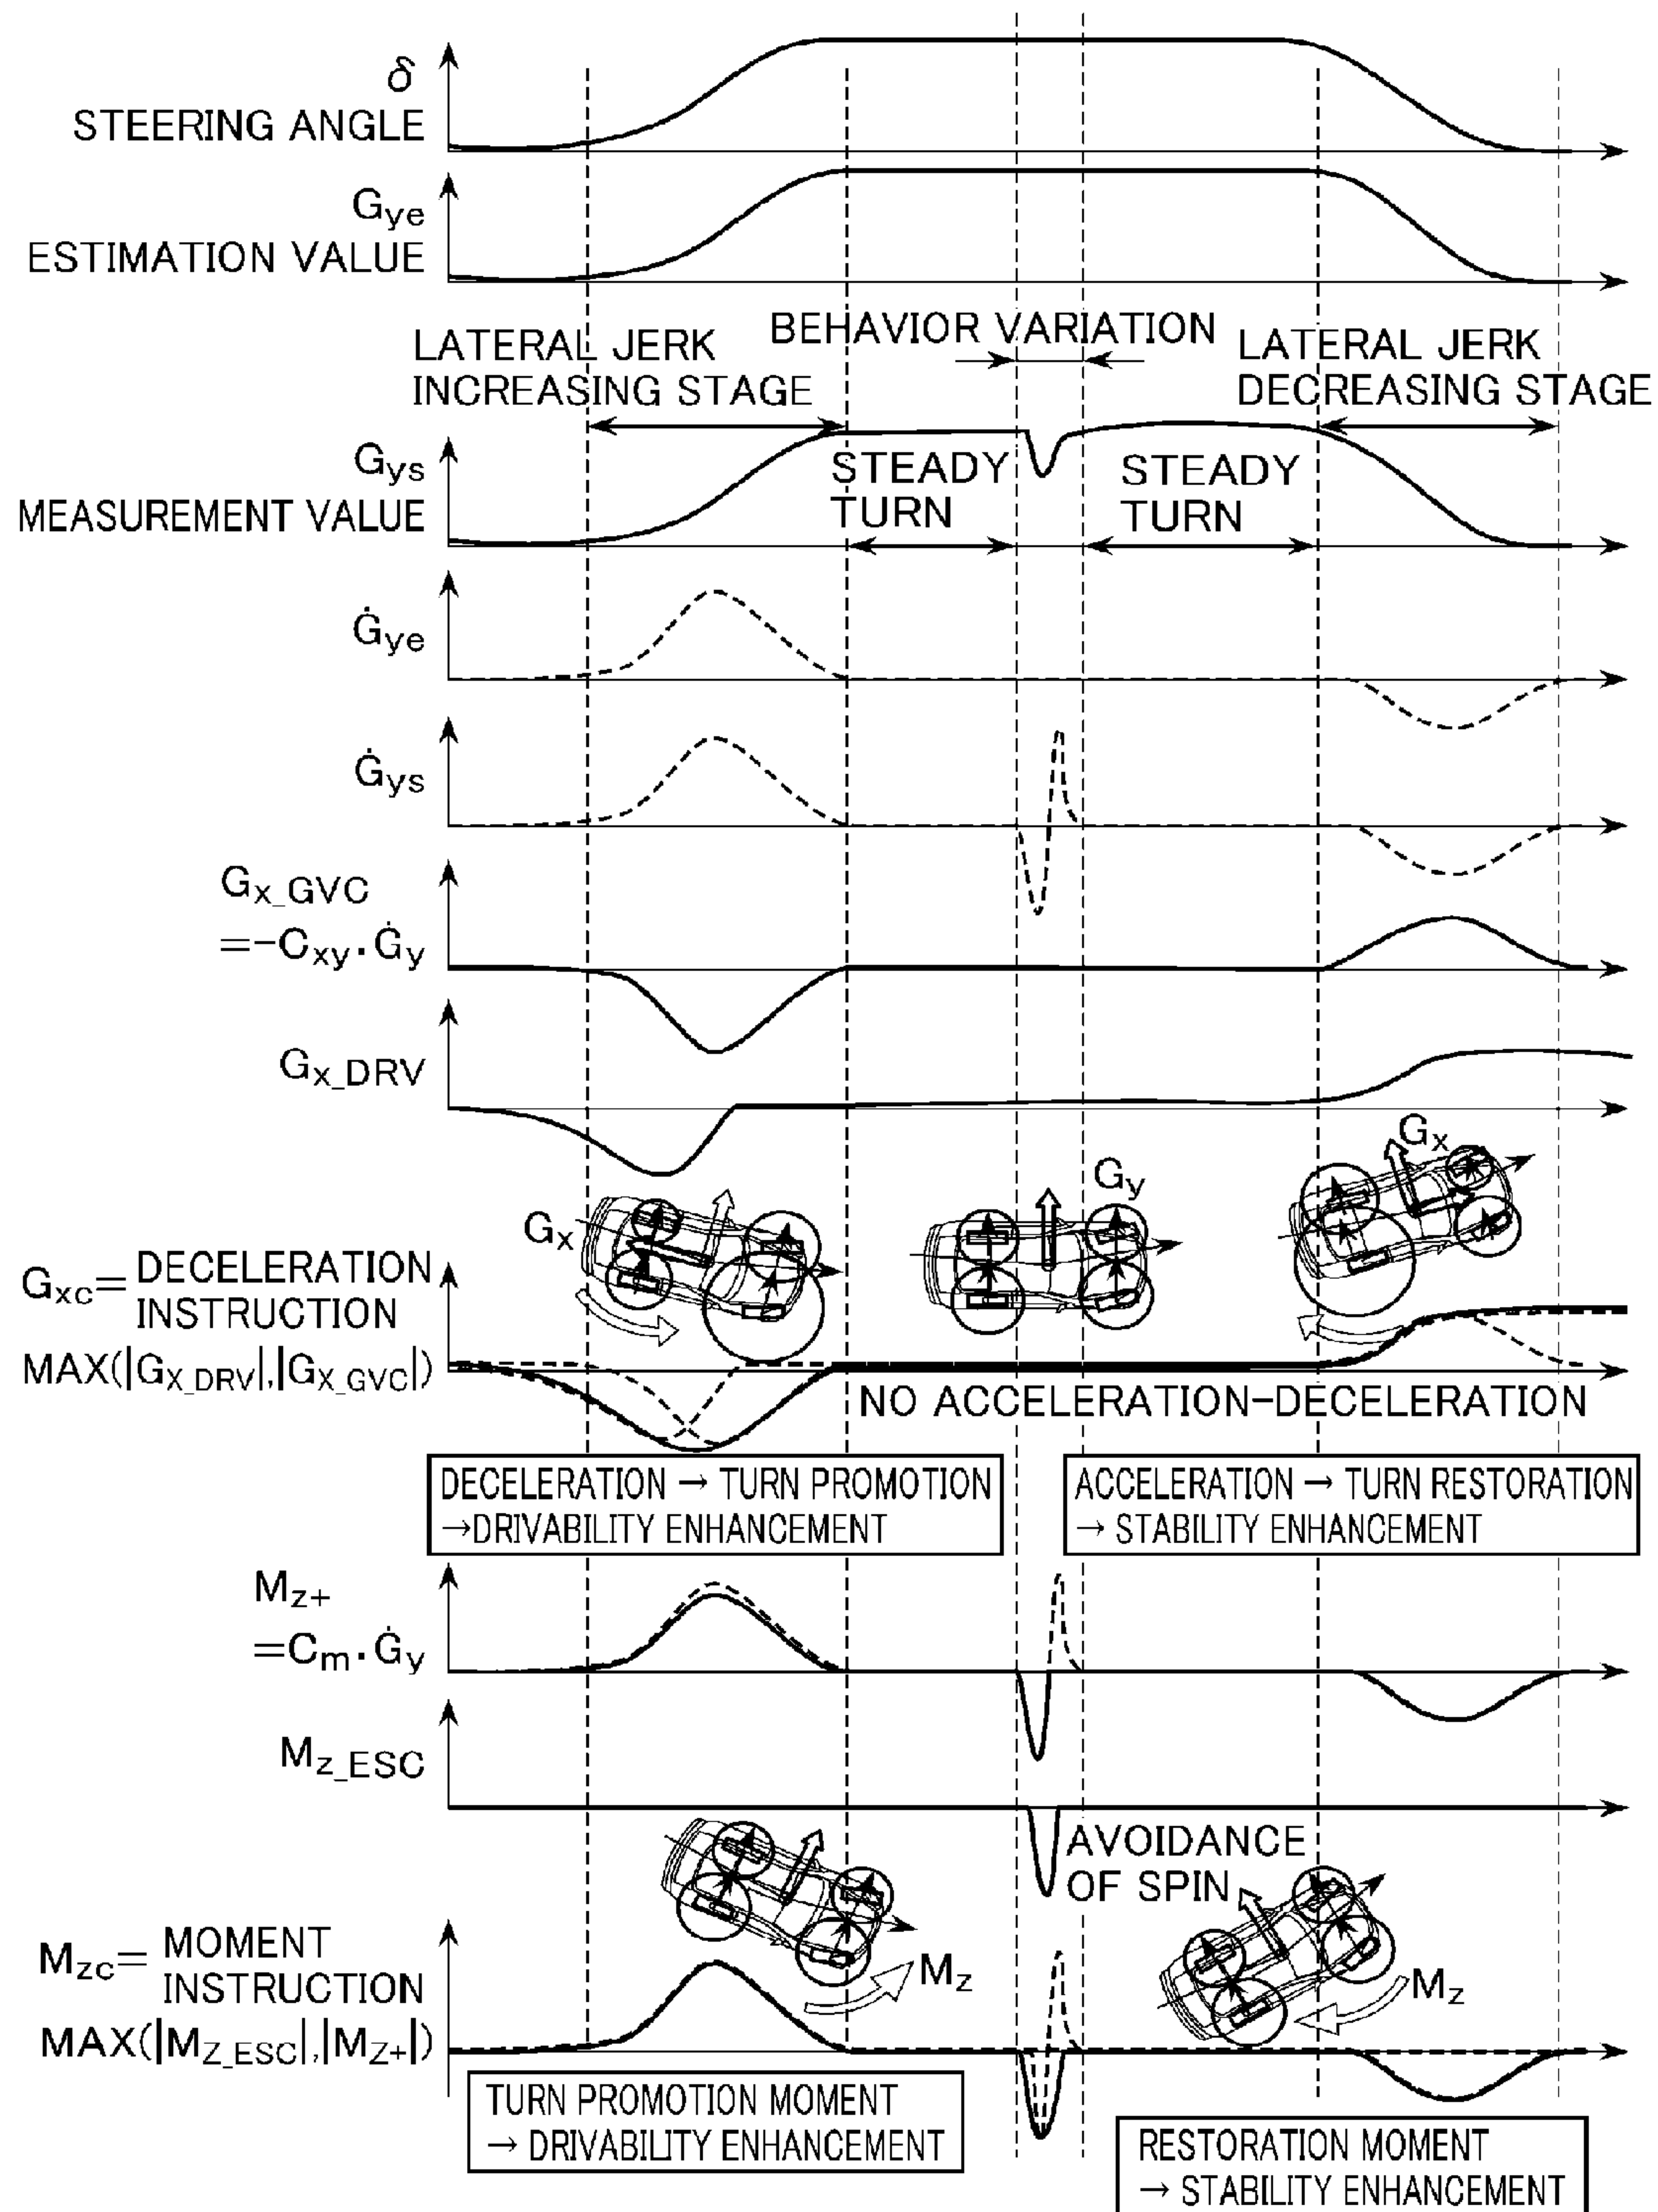 δ
STEERING ANGLE
Gye
ESTIMATION VALUE
BEHAVIOR VARIATION
LATERAL JERK
INCREASING STAGE
LATERAL JERK
DECREASING STAGE
Gys
MEASUREMENT VALUE
STEADY
TURN
STEADY
TURN
Ġye
Ġys
Gx_GVC
=-Cxy.Ġy
Gx_DRV
Gx
Gy
Gx
Gxc= DECELERATION
INSTRUCTION
MAX(|GX_DRV|,|GX_GVC|)
NO ACCELERATION-DECELERATION
DECELERATION → TURN PROMOTION
→DRIVABILITY ENHANCEMENT
ACCELERATION → TURN RESTORATION
→ STABILITY ENHANCEMENT
Mz+
=Cm.Ġy
Mz_ESC
AVOIDANCE
OF SPIN
Mzc= MOMENT
INSTRUCTION
MAX(|MZ_ESC|,|MZ+|)
Mz
Mz
TURN PROMOTION MOMENT
→ DRIVABILITY ENHANCEMENT
RESTORATION MOMENT
→ STABILITY ENHANCEMENT